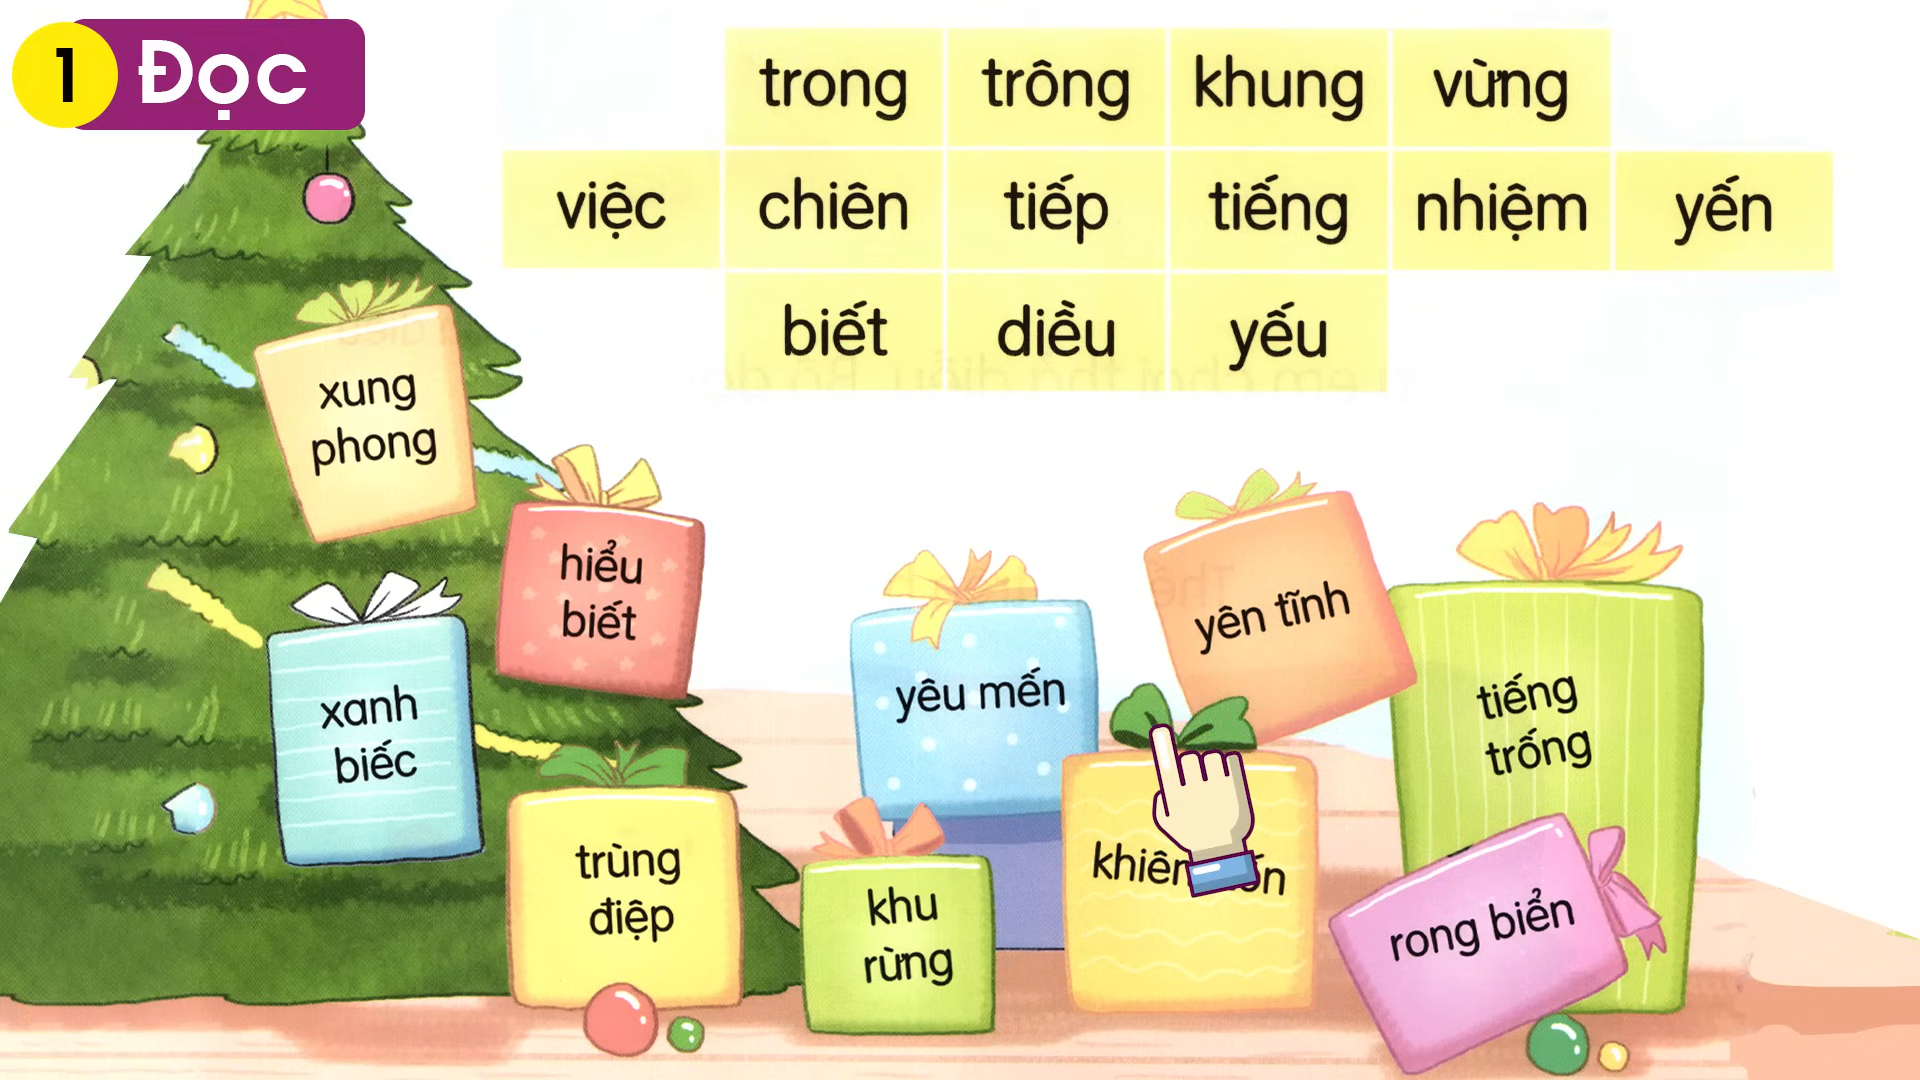 1 Đọc
trong trông khung vừng
việc chiên tiếp tiếng nhiệm yến
biết diều yếu
xung
phong
hiểu
biết
xanh
biếc
yêu mến
yên tĩnh
tiếng
trống
trùng
điệp
khu
rừng
rong biển